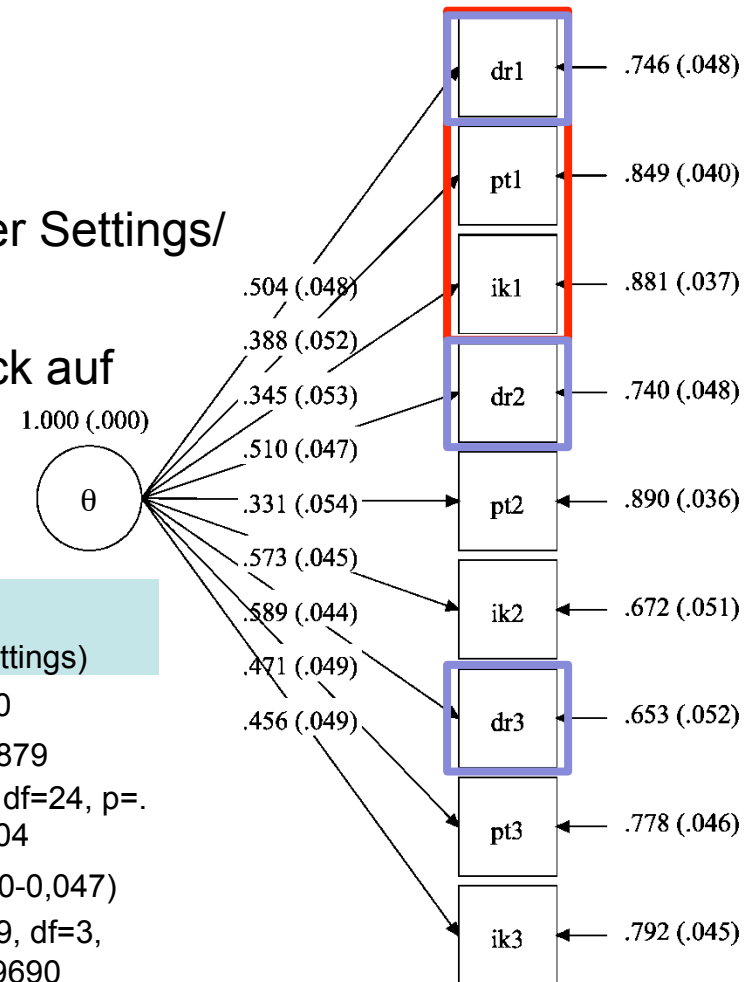 er Settings/
ck auf
1.000 (.000)
θ
ttings)
0
879
df=24, p=.
04
0-0,047)
9, df=3,
9690
.504 (.048)
.388 (.052)
.345 (.053)
.510 (.047)
.331 (.054)
.573 (.045)
.589 (.044)
.471 (.049)
.456 (.049)
dr1 .746 (.048)
pt1 .849 (.040)
ik1 .881 (.037)
dr2 .740 (.048)
pt2 .890 (.036)
ik2 .672 (.051)
dr3 .653 (.052)
pt3 .778 (.046)
ik3 .792 (.045)